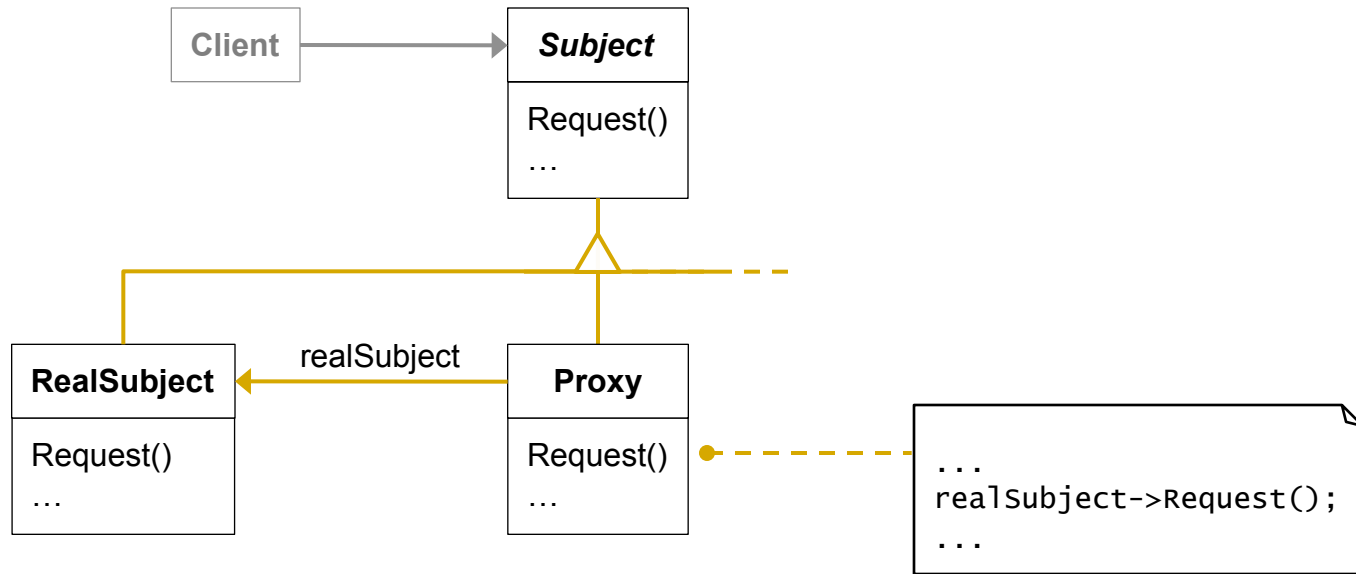 Client
Subject
Request()
…
realSubject
RealSubject
Request()
…
Proxy
Request()
…
...
realSubject->Request();
...